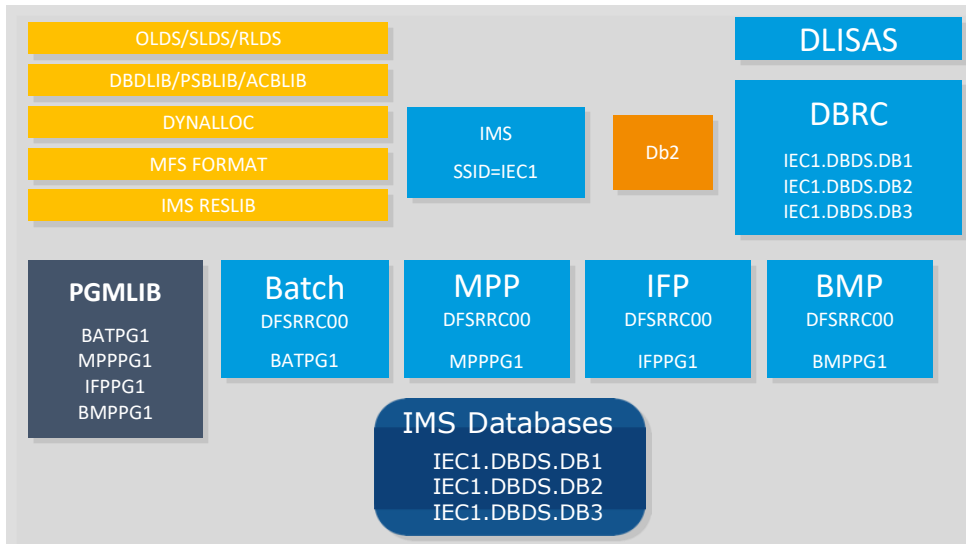 OLDS/SLDS/RLDS
DBDLIB/PSBLIB/ACBLIB
DYNALLOC
MFS FORMAT
IMS RESLIB
IMS
SSID=IEC1
Db2
DLISAS
DBRC
IEC1.DBDS.DB1
IEC1.DBDS.DB2
IEC1.DBDS.DB3
PGMLIB
BATPG1
MPPPG1
IFPPG1
BMPPG1
Batch
DFSRRC00
BATPG1
MPP
DFSRRC00
MPPPG1
IFP
DFSRRC00
IFPPG1
BMP
DFSRRC00
BMPPG1
IMS Databases
IEC1.DBDS.DB1
IEC1.DBDS.DB2
IEC1.DBDS.DB3